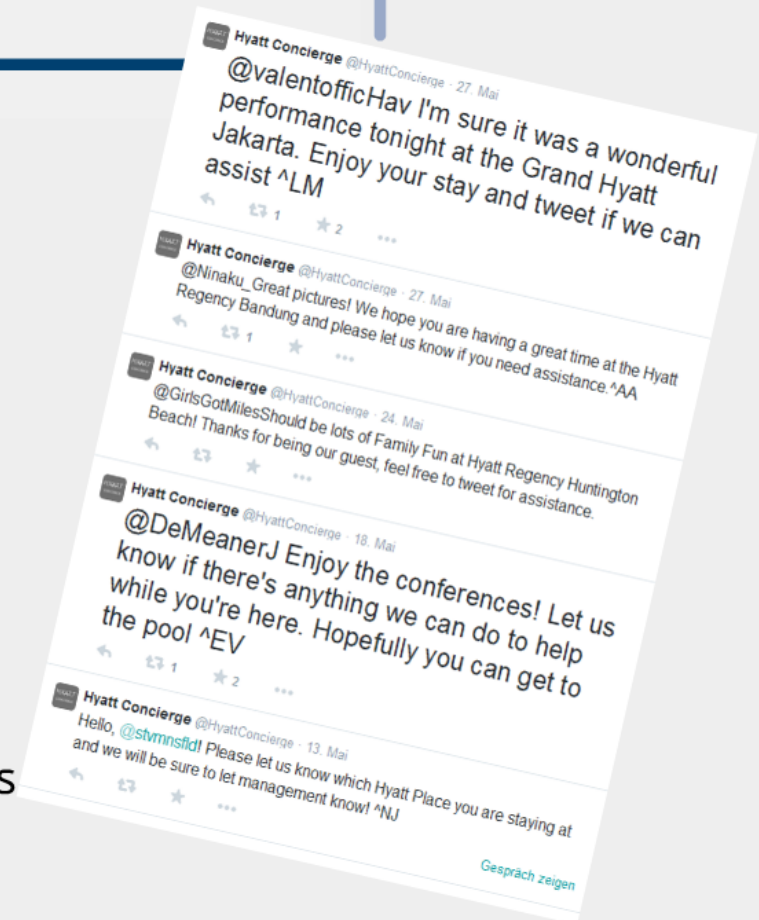 Hyatt Concierge @HyattConcierge · 27. Mai
@valentofficHav I'm sure it was a wonderful
performance tonight at the Grand Hyatt
Jakarta. Enjoy your stay and tweet if we can
assist ^LM
1 2
Hyatt Concierge @HyattConcierge · 27. Mai
@Ninaku_Great pictures! We hope you are having a great time at the Hyatt
Regency Bandung and please let us know if you need assistance.^AA
1
Hyatt Concierge @HyattConcierge · 24. Mai
@GirlsGotMilesShould be lots of Family Fun at Hyatt Regency Huntington
Beach! Thanks for being our guest, feel free to tweet for assistance.
Hyatt Concierge @HyattConcierge · 18. Mai
@DeMeanerJ Enjoy the conferences! Let us
know if there's anything we can do to help
while you're here. Hopefully you can get to
the pool ^EV
1 2
Hyatt Concierge @HyattConcierge · 13. Mai
Hello, @stvmnsfld! Please let us know which Hyatt Place you are staying at
and we will be sure to let management know! ^NJ
s
Gespräch zeigen